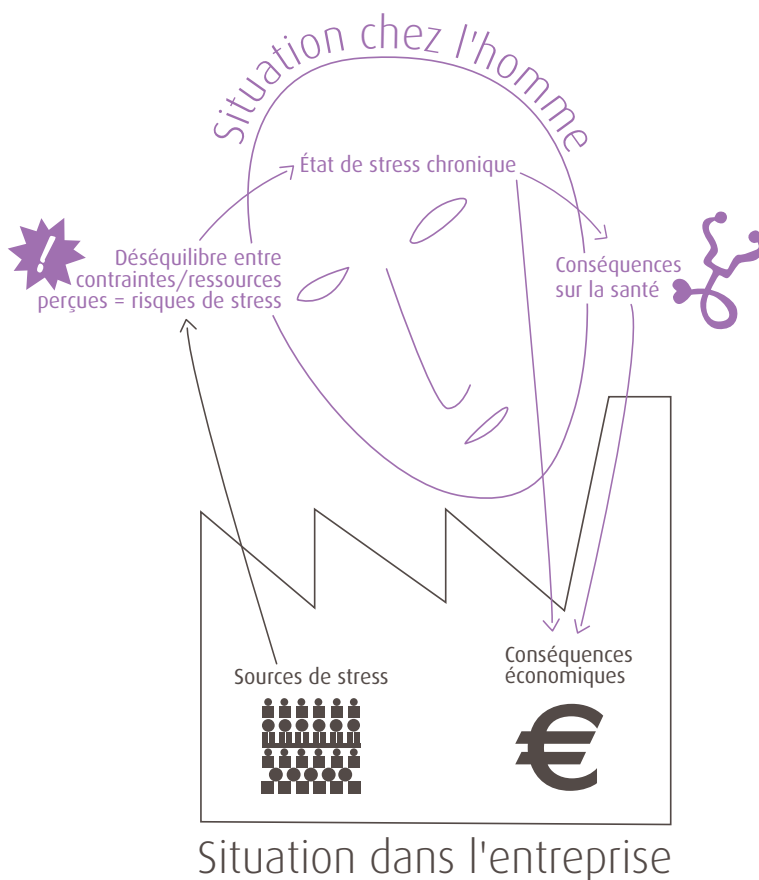 Situation chez l'homme
État de stress chronique
Déséquilibre entre
contraintes/ressources
perçues = risques de stress
Conséquences
sur la santé
Sources de stress
Conséquences
économiques
€
Situation dans l'entreprise